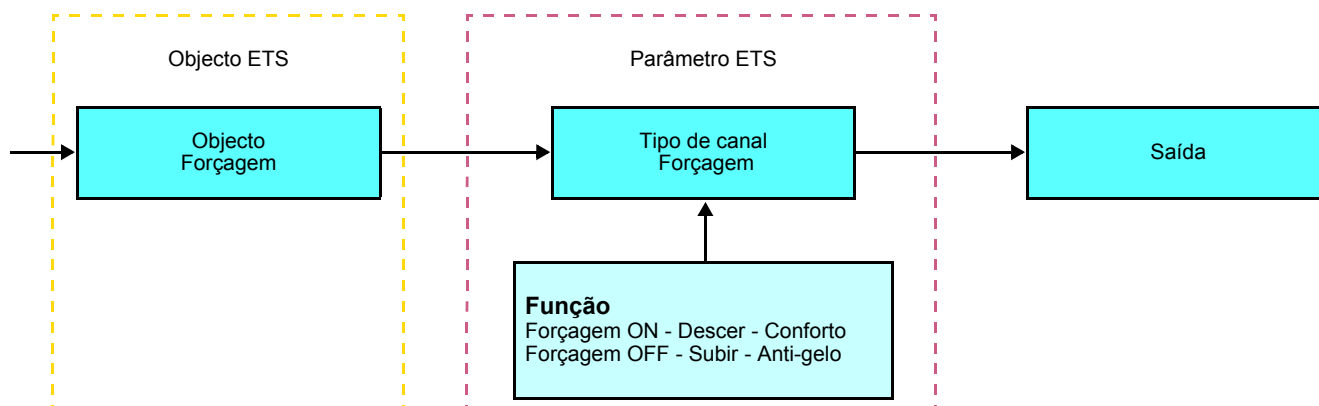 Objecto ETS
Parâmetro ETS
Objecto
Forçagem
Tipo de canal
Forçagem
Saída
Função
Forçagem ON - Descer - Conforto
Forçagem OFF - Subir - Anti-gelo